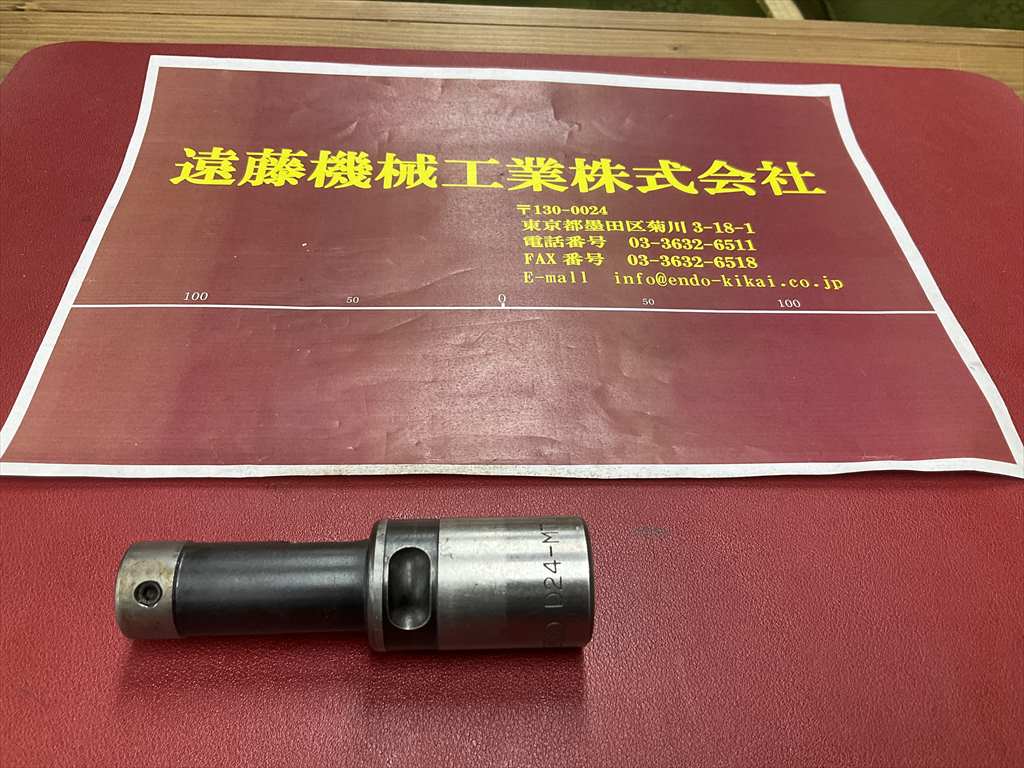 遠藤機械工業株式会社
〒130-0024
東京都墨田区菊川 3-18-1
電話番号 03-3632-6511
FAX 番号 03-3632-6518
E-mall info@endo-kikai.co.jp
100 50 0 50 100
D24-MT